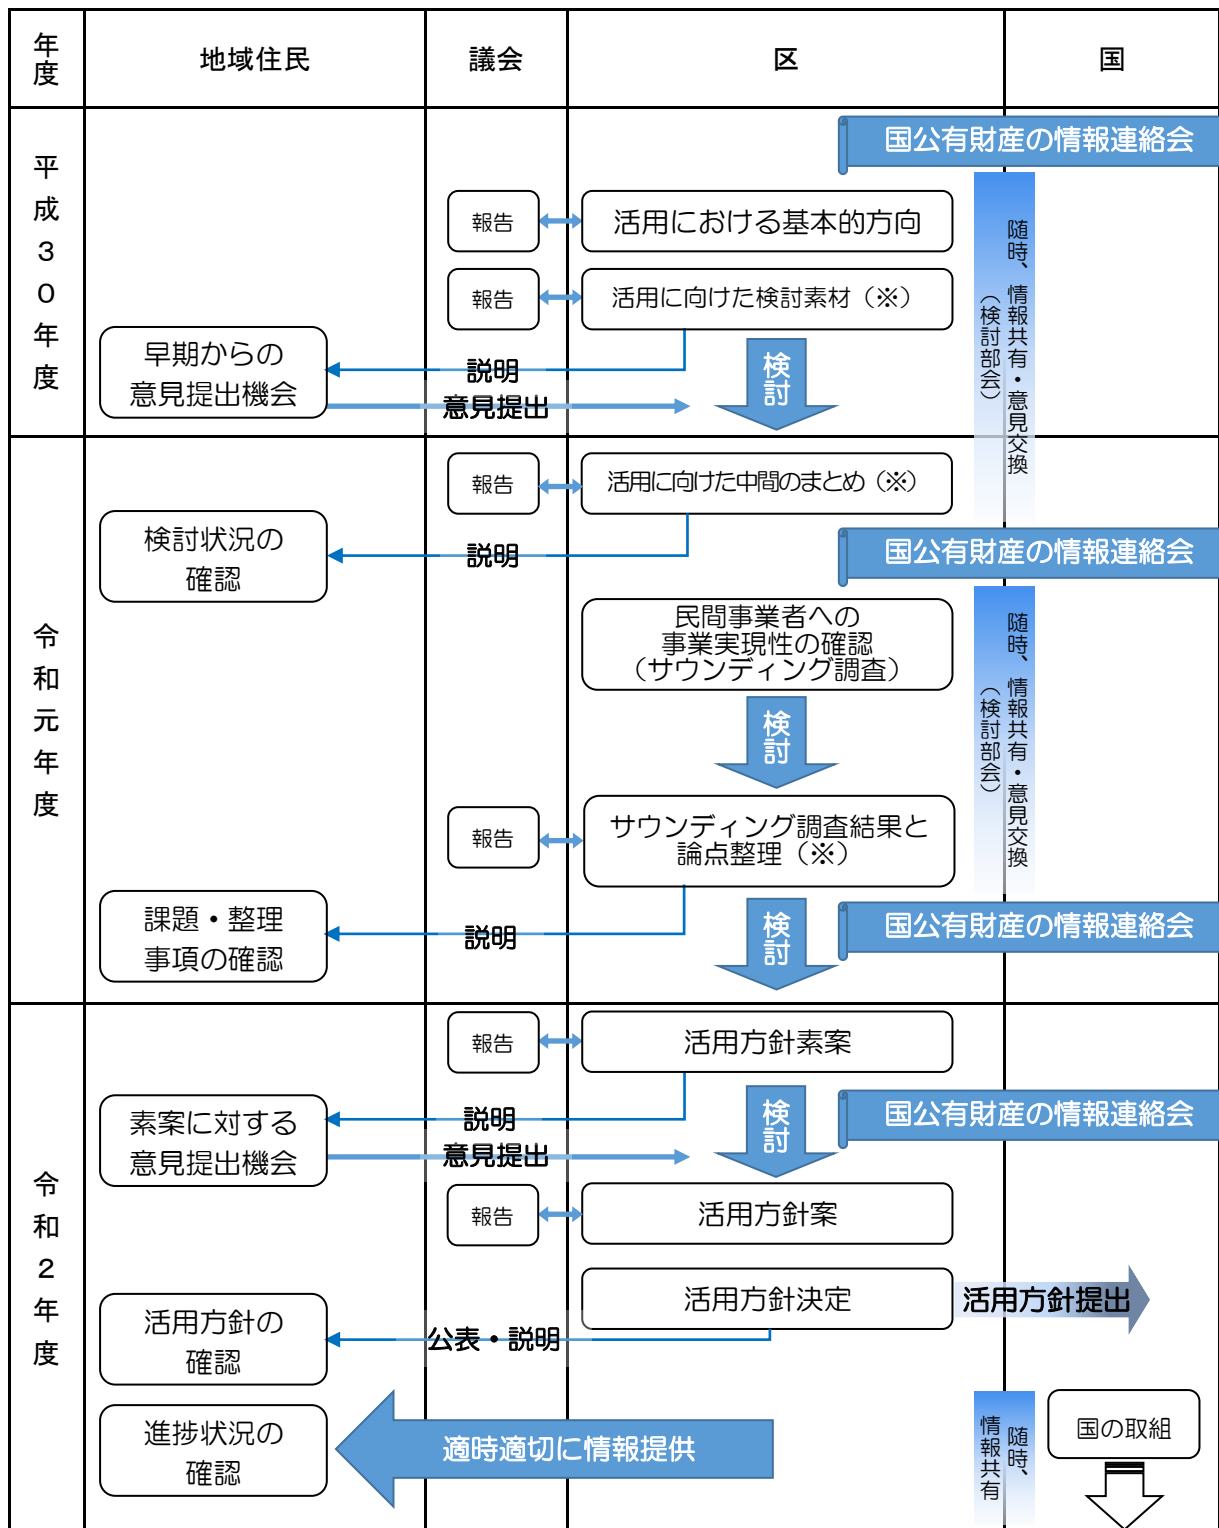 年度
地域住民
議会
区
国
平成３０年度
国公有財産の情報連絡会
報告
活用における基本的方向
報告
活用に向けた検討素材（※）
随時、情報共有・意見交換
（検討部会）
早期からの
意見提出機会
説明
意見提出
検討
令和元年度
報告
活用に向けた中間のまとめ（※）
検討状況の
確認
説明
国公有財産の情報連絡会
民間事業者への
事業実現性の確認
（サウンディング調査）
随時、情報共有・意見交換
（検討部会）
検討
報告
サウンディング調査結果と
論点整理（※）
課題・整理
事項の確認
説明
検討
国公有財産の情報連絡会
令和２年度
報告
活用方針素案
素案に対する
意見提出機会
説明
意見提出
検討
国公有財産の情報連絡会
報告
活用方針案
活用方針決定
活用方針提出
活用方針の
確認
公表・説明
進捗状況の
確認
適時適切に情報提供
随時、
情報共有
国の取組